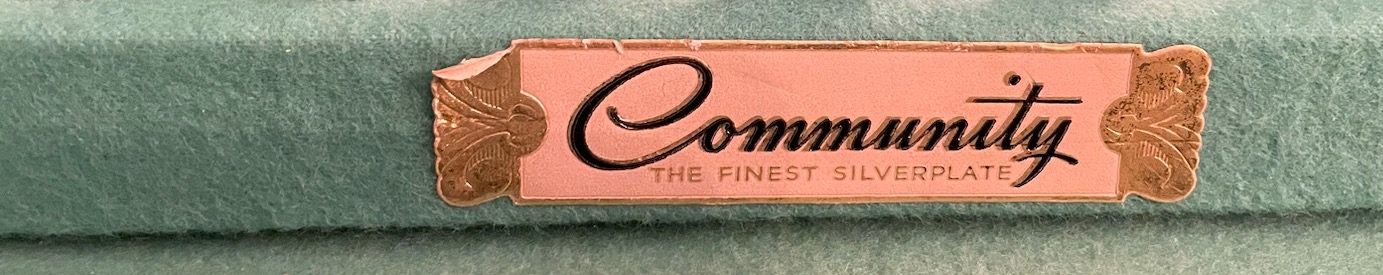 Community
THE FINEST SILVERPLATE